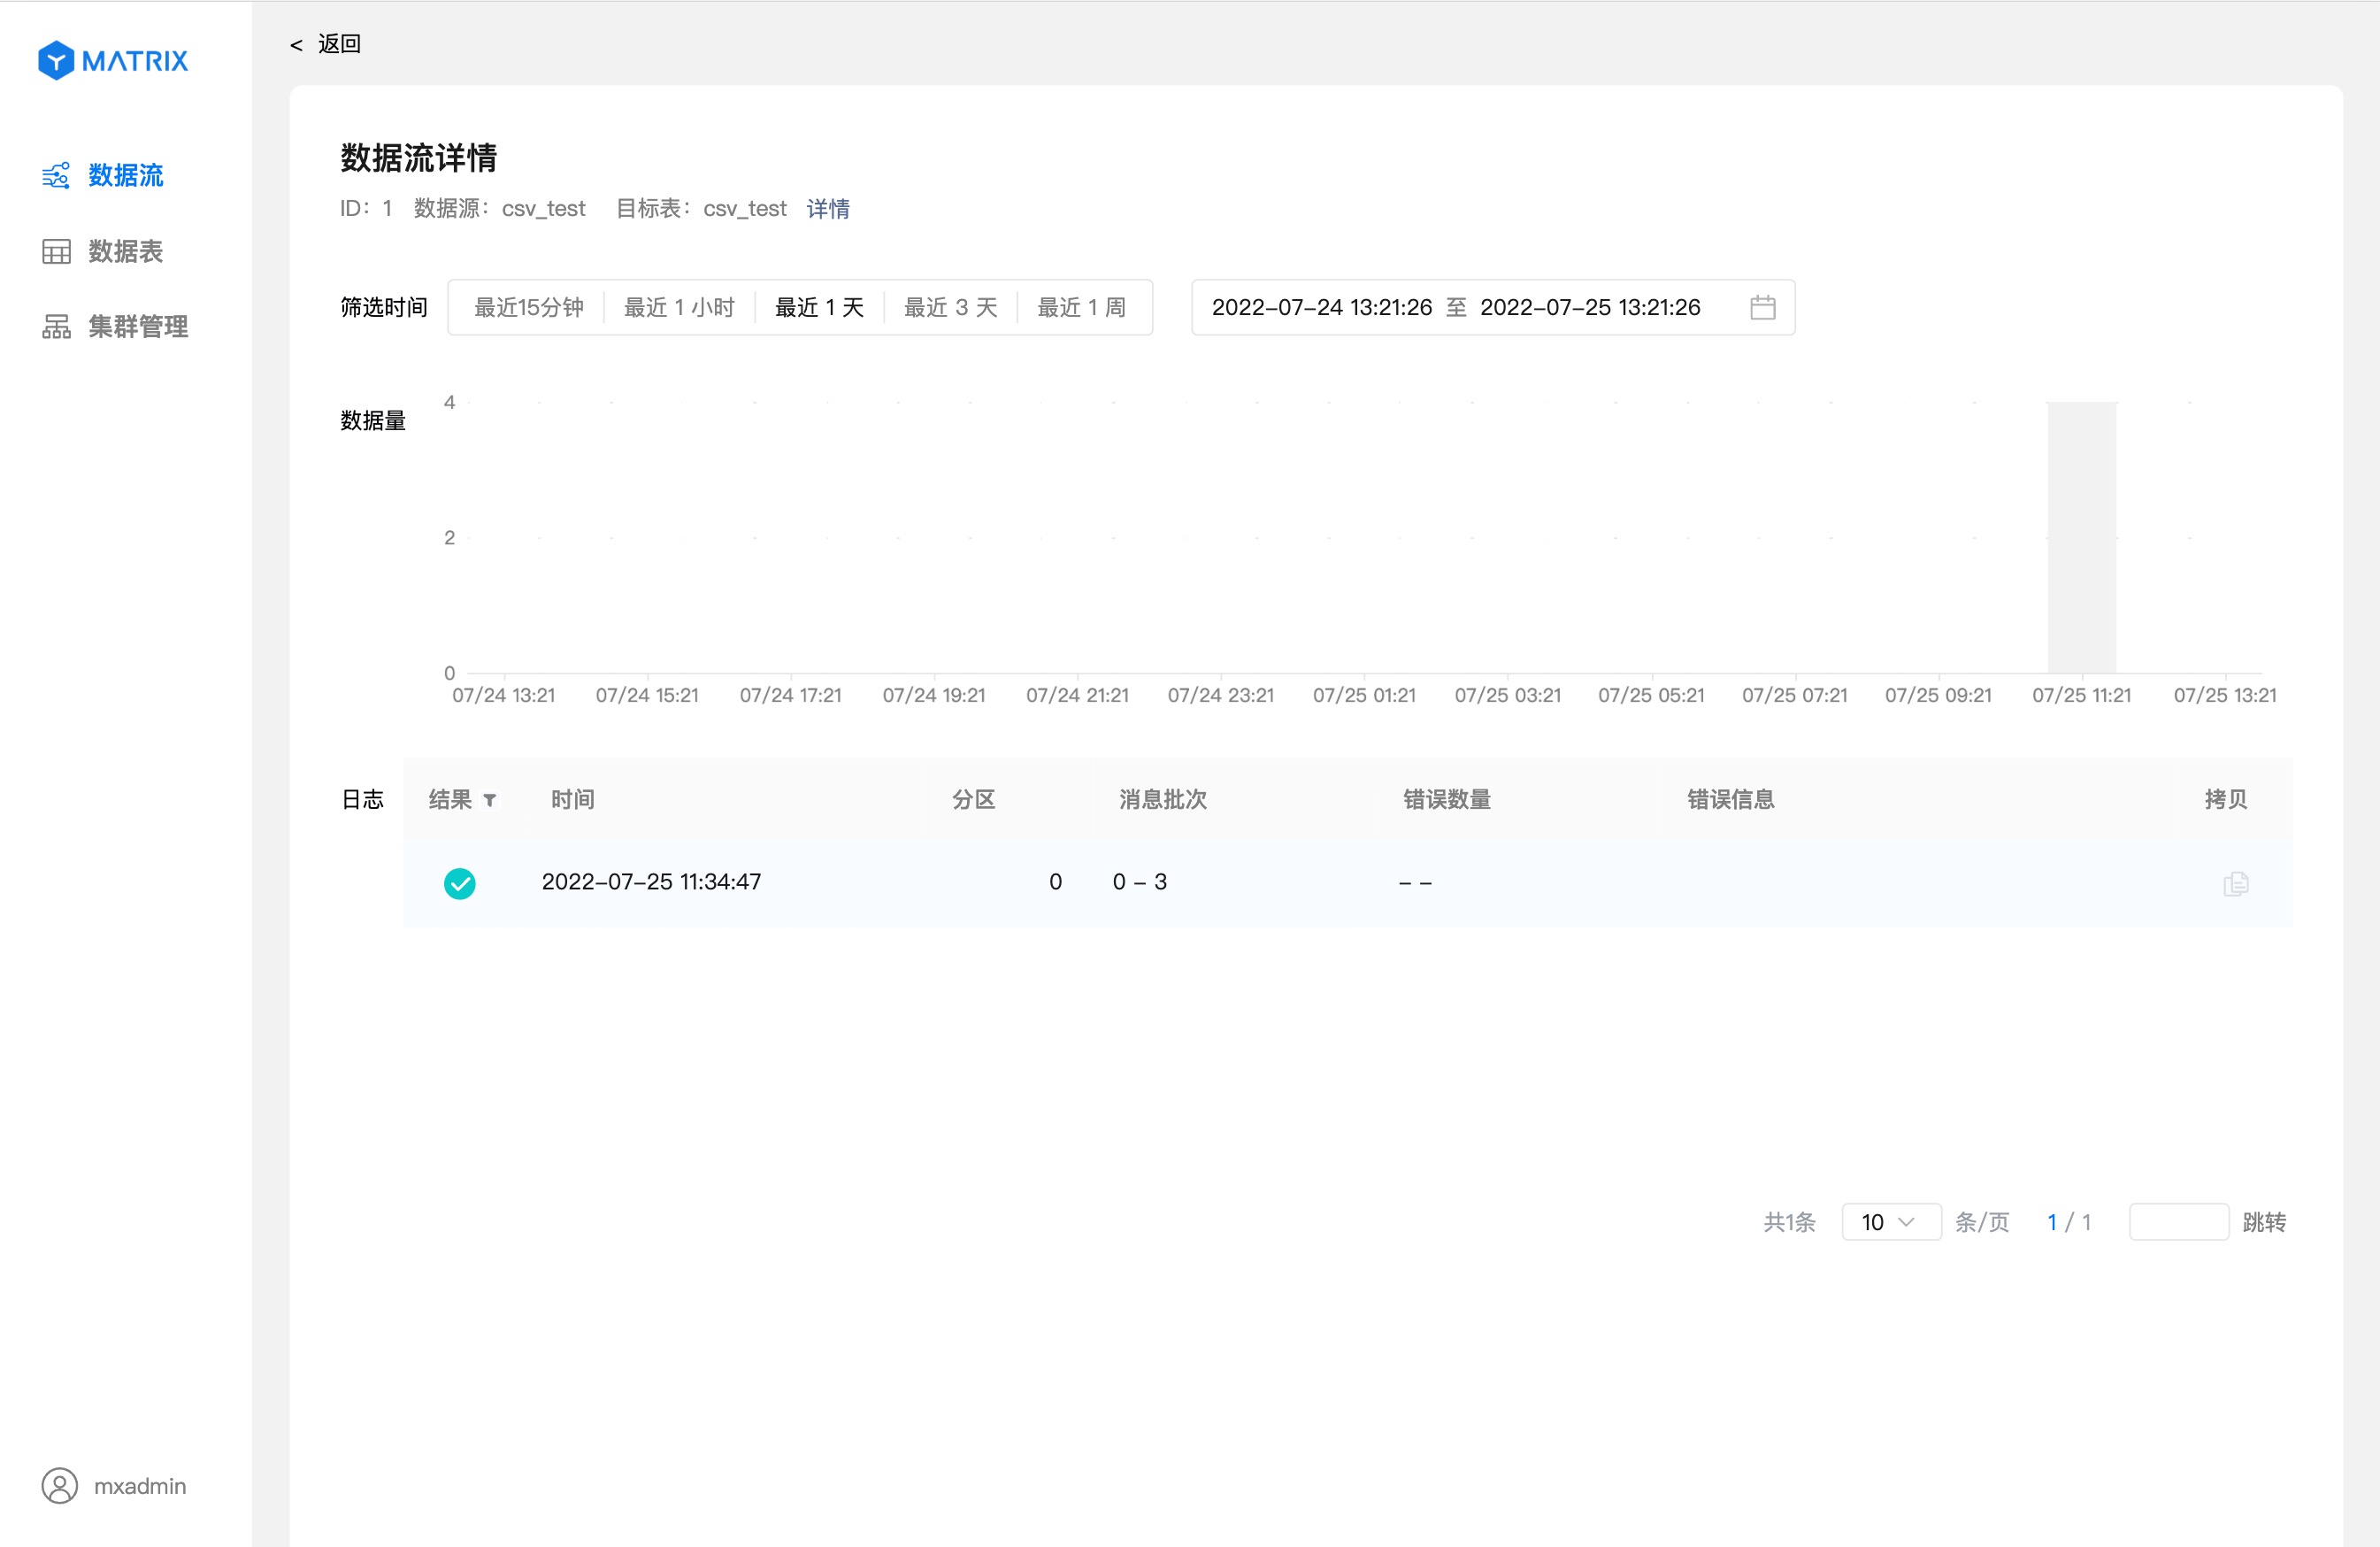 MATRIX
数据流
数据表
集群管理
mxadmin
< 返回
数据流详情
ID：1 数据源：csv_test 目标表：csv_test 详情
筛选时间 最近15分钟 最近 1 小时 最近 1 天 最近 3 天 最近 1 周 2022-07-24 13:21:26 至 2022-07-25 13:21:26
数据量
4
2
0
07/24 13:21 07/24 15:21 07/24 17:21 07/24 19:21 07/24 21:21 07/24 23:21 07/25 01:21 07/25 03:21 07/25 05:21 07/25 07:21 07/25 09:21 07/25 11:21 07/25 13:21
日志 结果 时间 分区 消息批次 错误数量 错误信息 拷贝
2022-07-25 11:34:47 0 0 - 3 - -
共1条 10 条/页 1 / 1 跳转